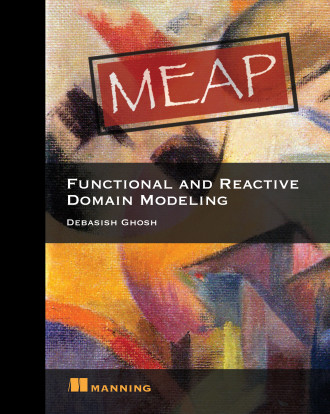 MEAP
FUNCTIONAL AND REACTIVE
DOMAIN MODELING
DEBASISH GHOSH
MANNING